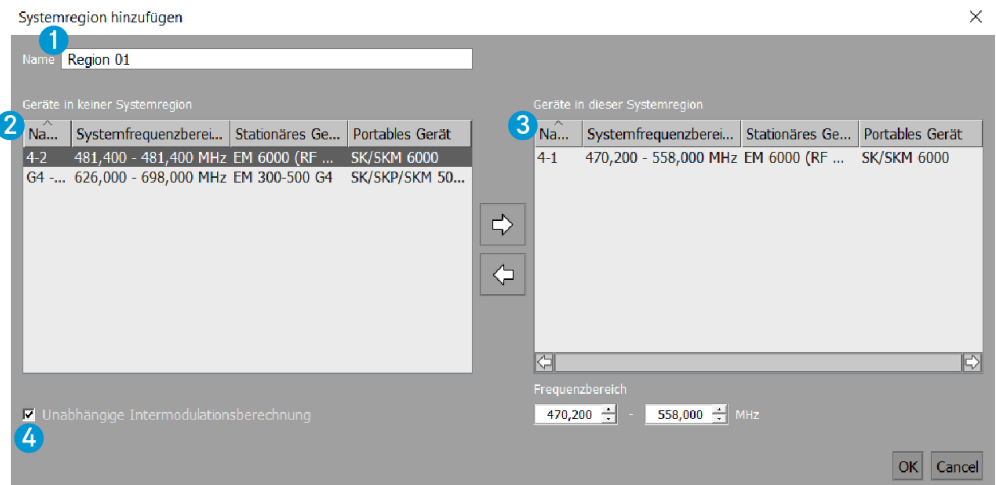 Systemregion hinzufügen
1
Name Region 01
Geräte in keiner Systemregion
Geräte in dieser Systemregion
2
Na... Systemfrequenzberei... Stationäres Ge... Portables Gerät
4-2 481,400 - 481,400 MHz EM 6000 (RF ... SK/SKM 6000
G4 -... 626,000 - 698,000 MHz EM 300-500 G4 SK/SKP/SKM 50...
3
Na... Systemfrequenzberei... Stationäres Ge... Portables Gerät
4-1 470,200 - 558,000 MHz EM 6000 (RF ... SK/SKM 6000
Frequenzbereich
470,200 - 558,000 MHz
Unabhängige Intermodulationsberechnung
4
OK Cancel